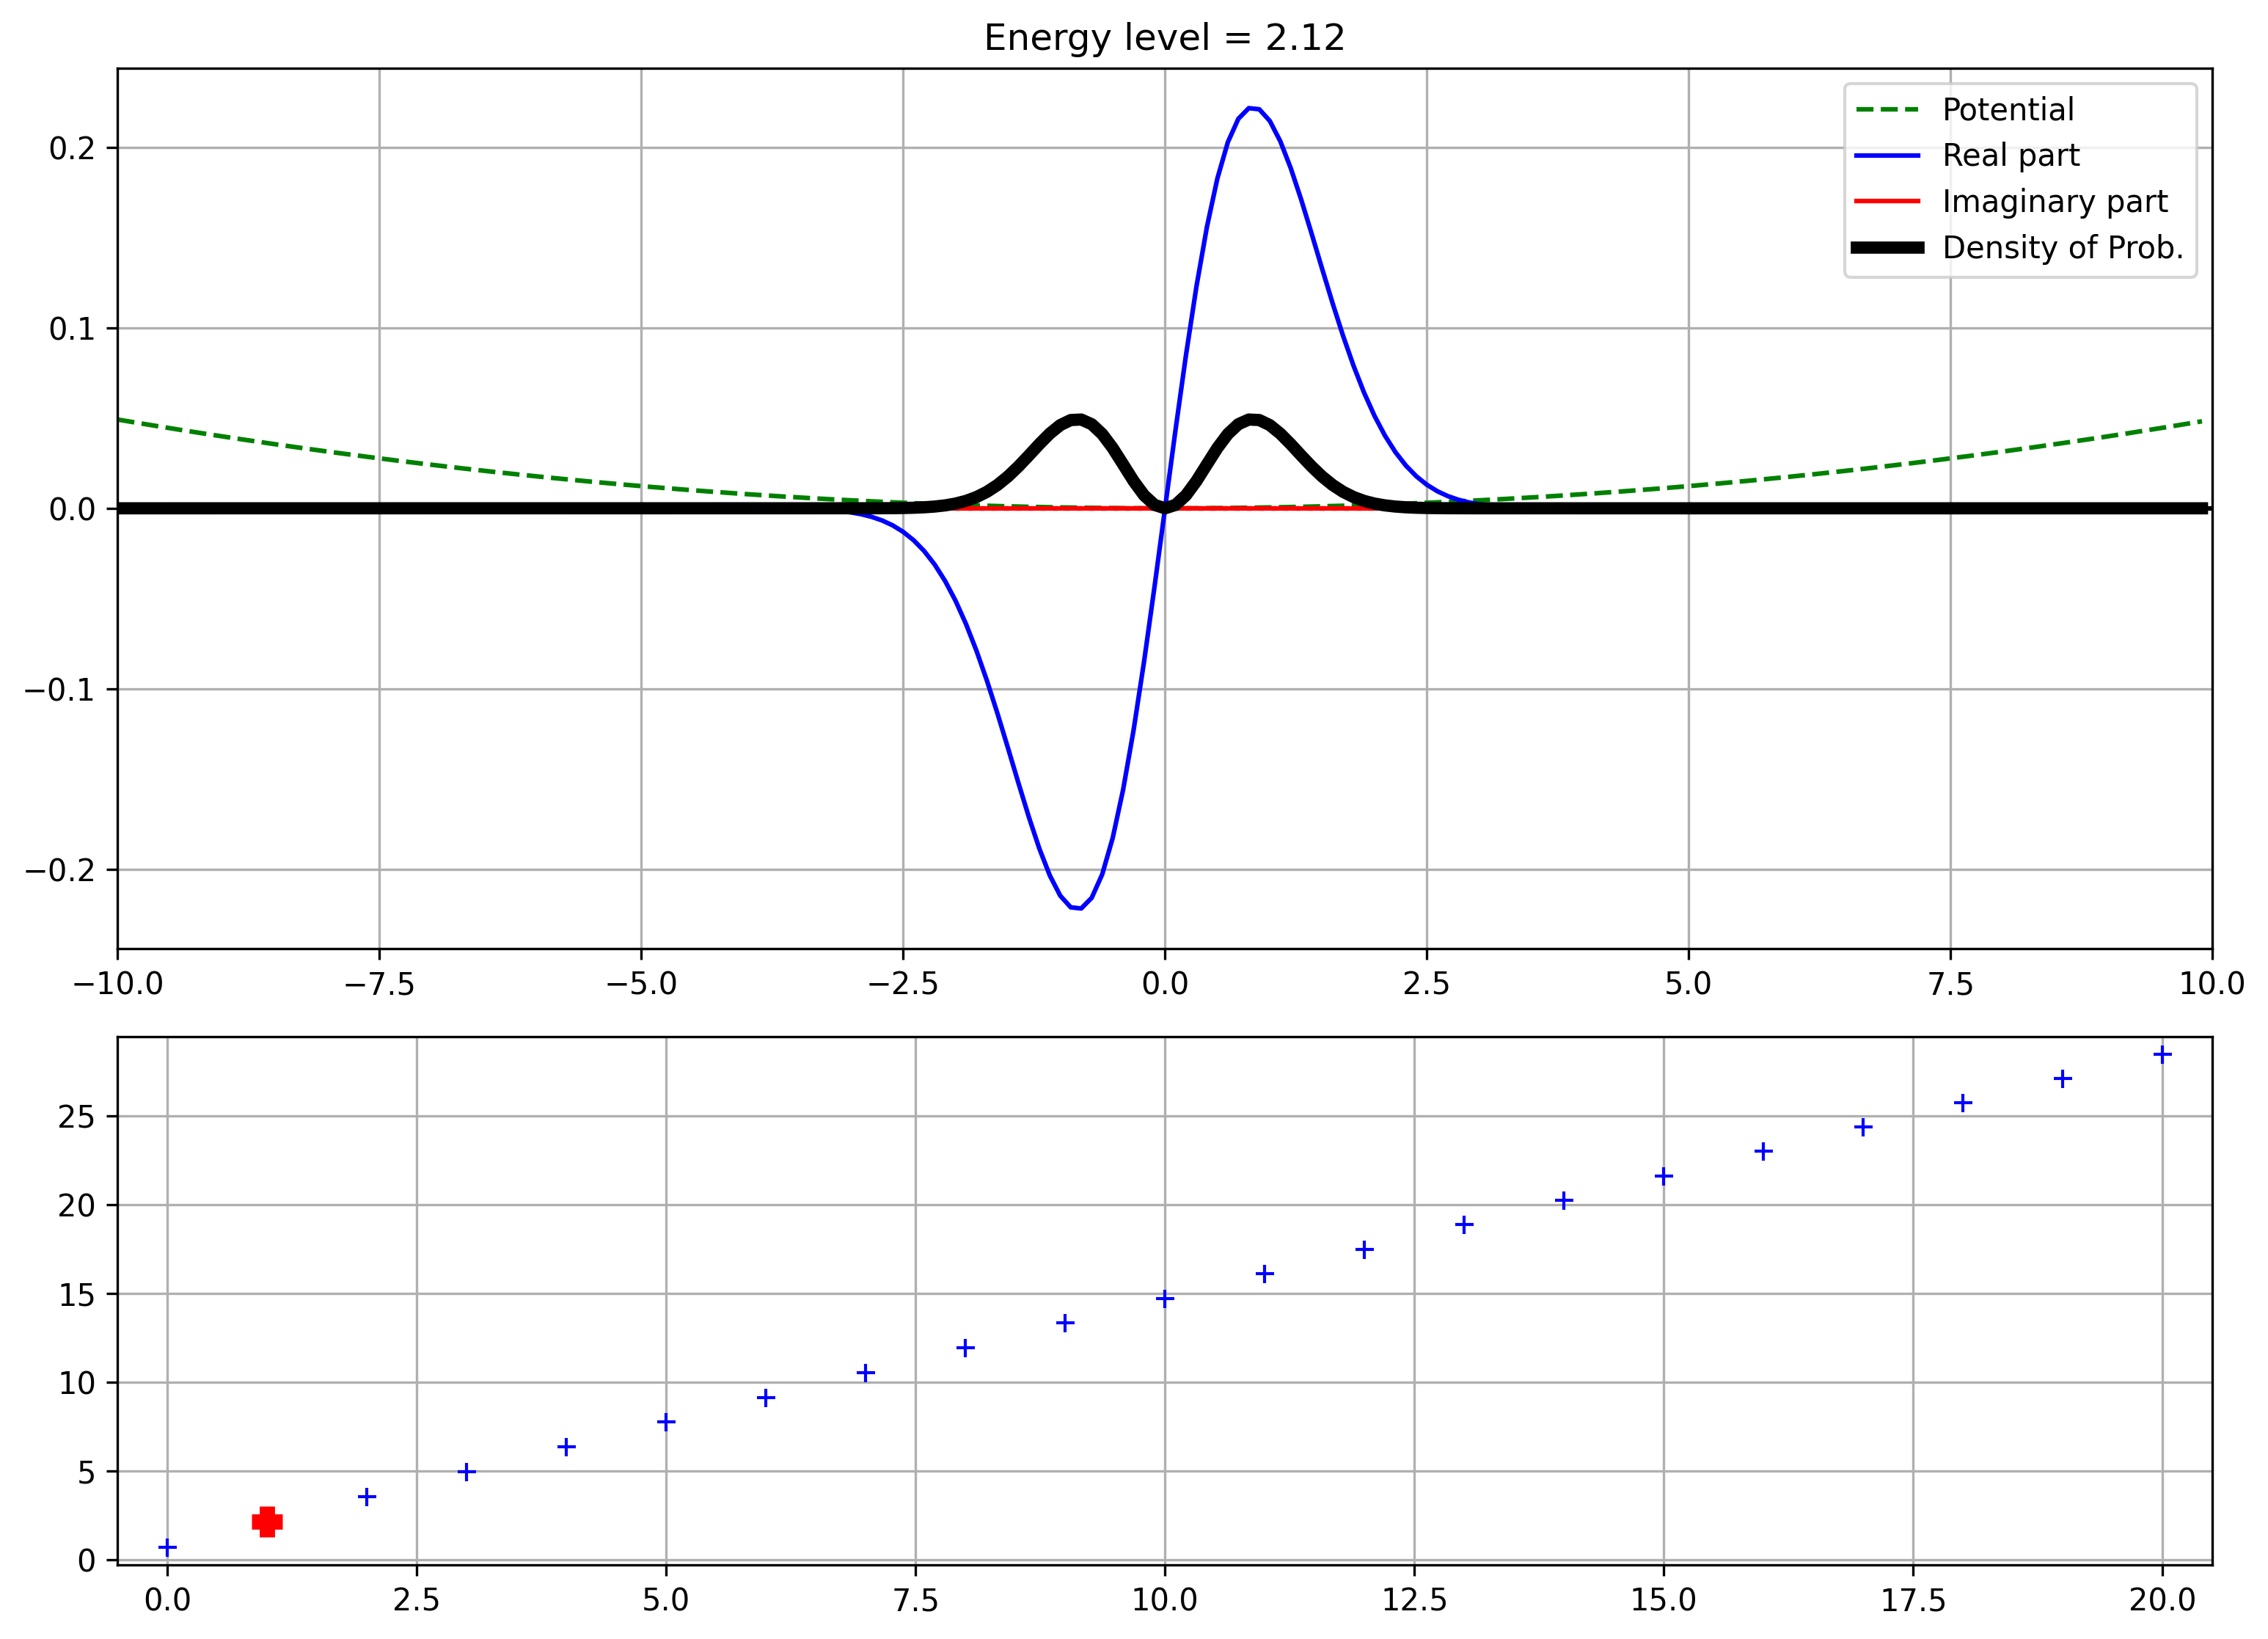 Energy level = 2.12
Potential
Real part
Imaginary part
Density of Prob.
0.2
0.1
0.0
−0.1
−0.2
−10.0 −7.5 −5.0 −2.5 0.0 2.5 5.0 7.5 10.0
25
20
15
10
5
0
0.0 2.5 5.0 7.5 10.0 12.5 15.0 17.5 20.0